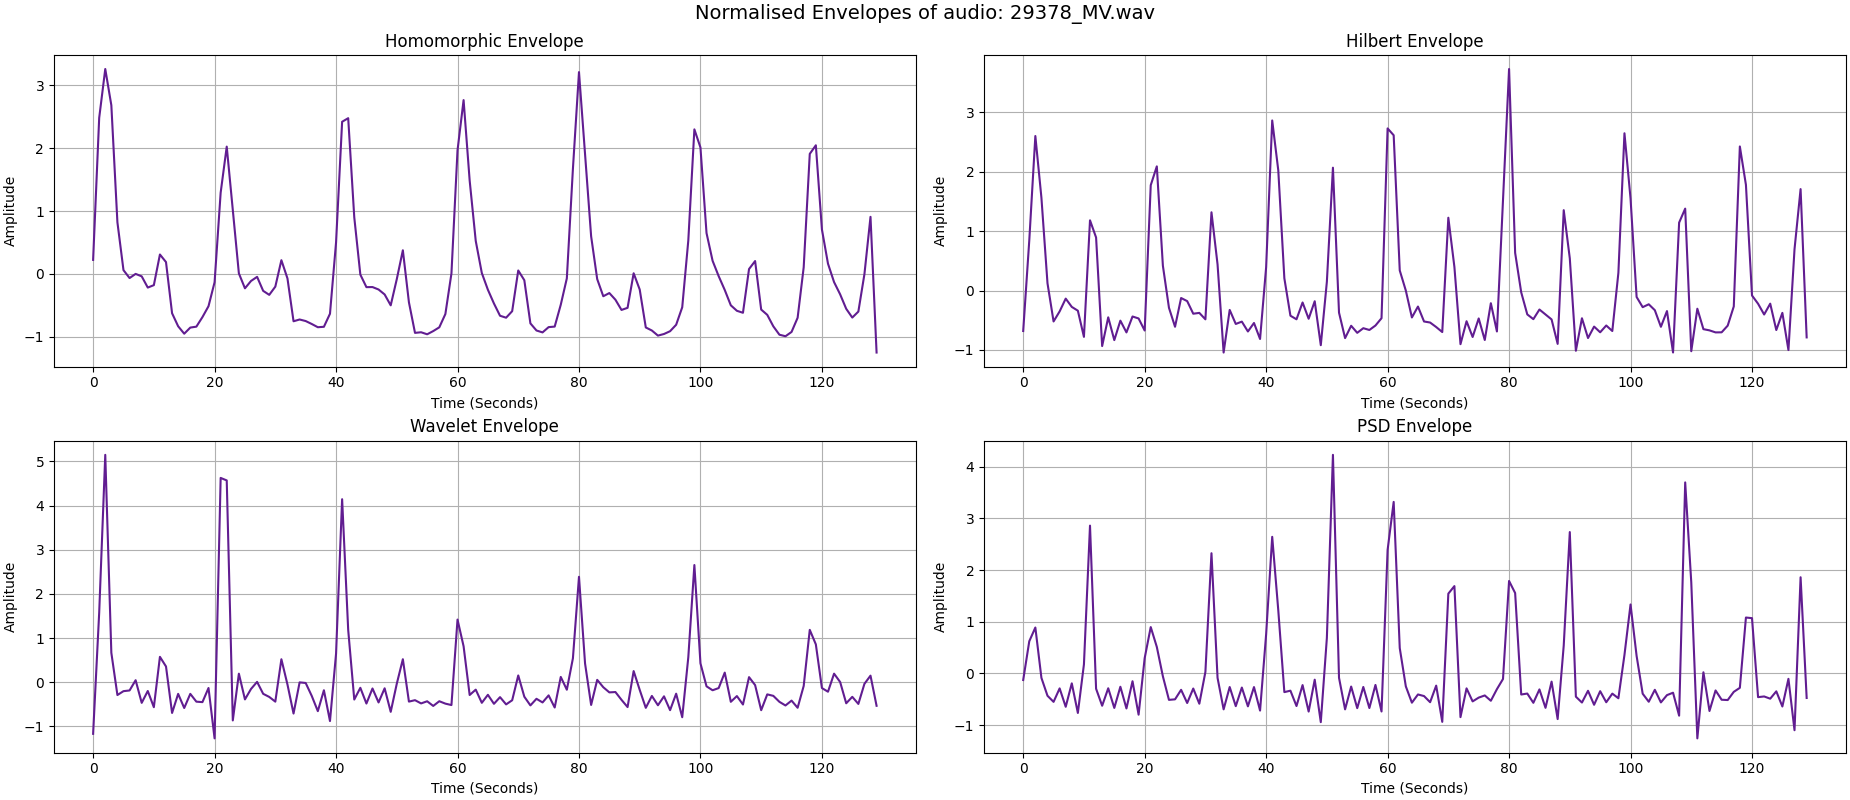 Normalised Envelopes of audio: 29378_MV.wav
Homomorphic Envelope
Amplitude
3
2
1
0
−1
0 20 40 60 80 100 120
Time (Seconds)
Hilbert Envelope
Amplitude
3
2
1
0
−1
0 20 40 60 80 100 120
Time (Seconds)
Wavelet Envelope
Amplitude
5
4
3
2
1
0
−1
0 20 40 60 80 100 120
Time (Seconds)
PSD Envelope
Amplitude
4
3
2
1
0
−1
0 20 40 60 80 100 120
Time (Seconds)